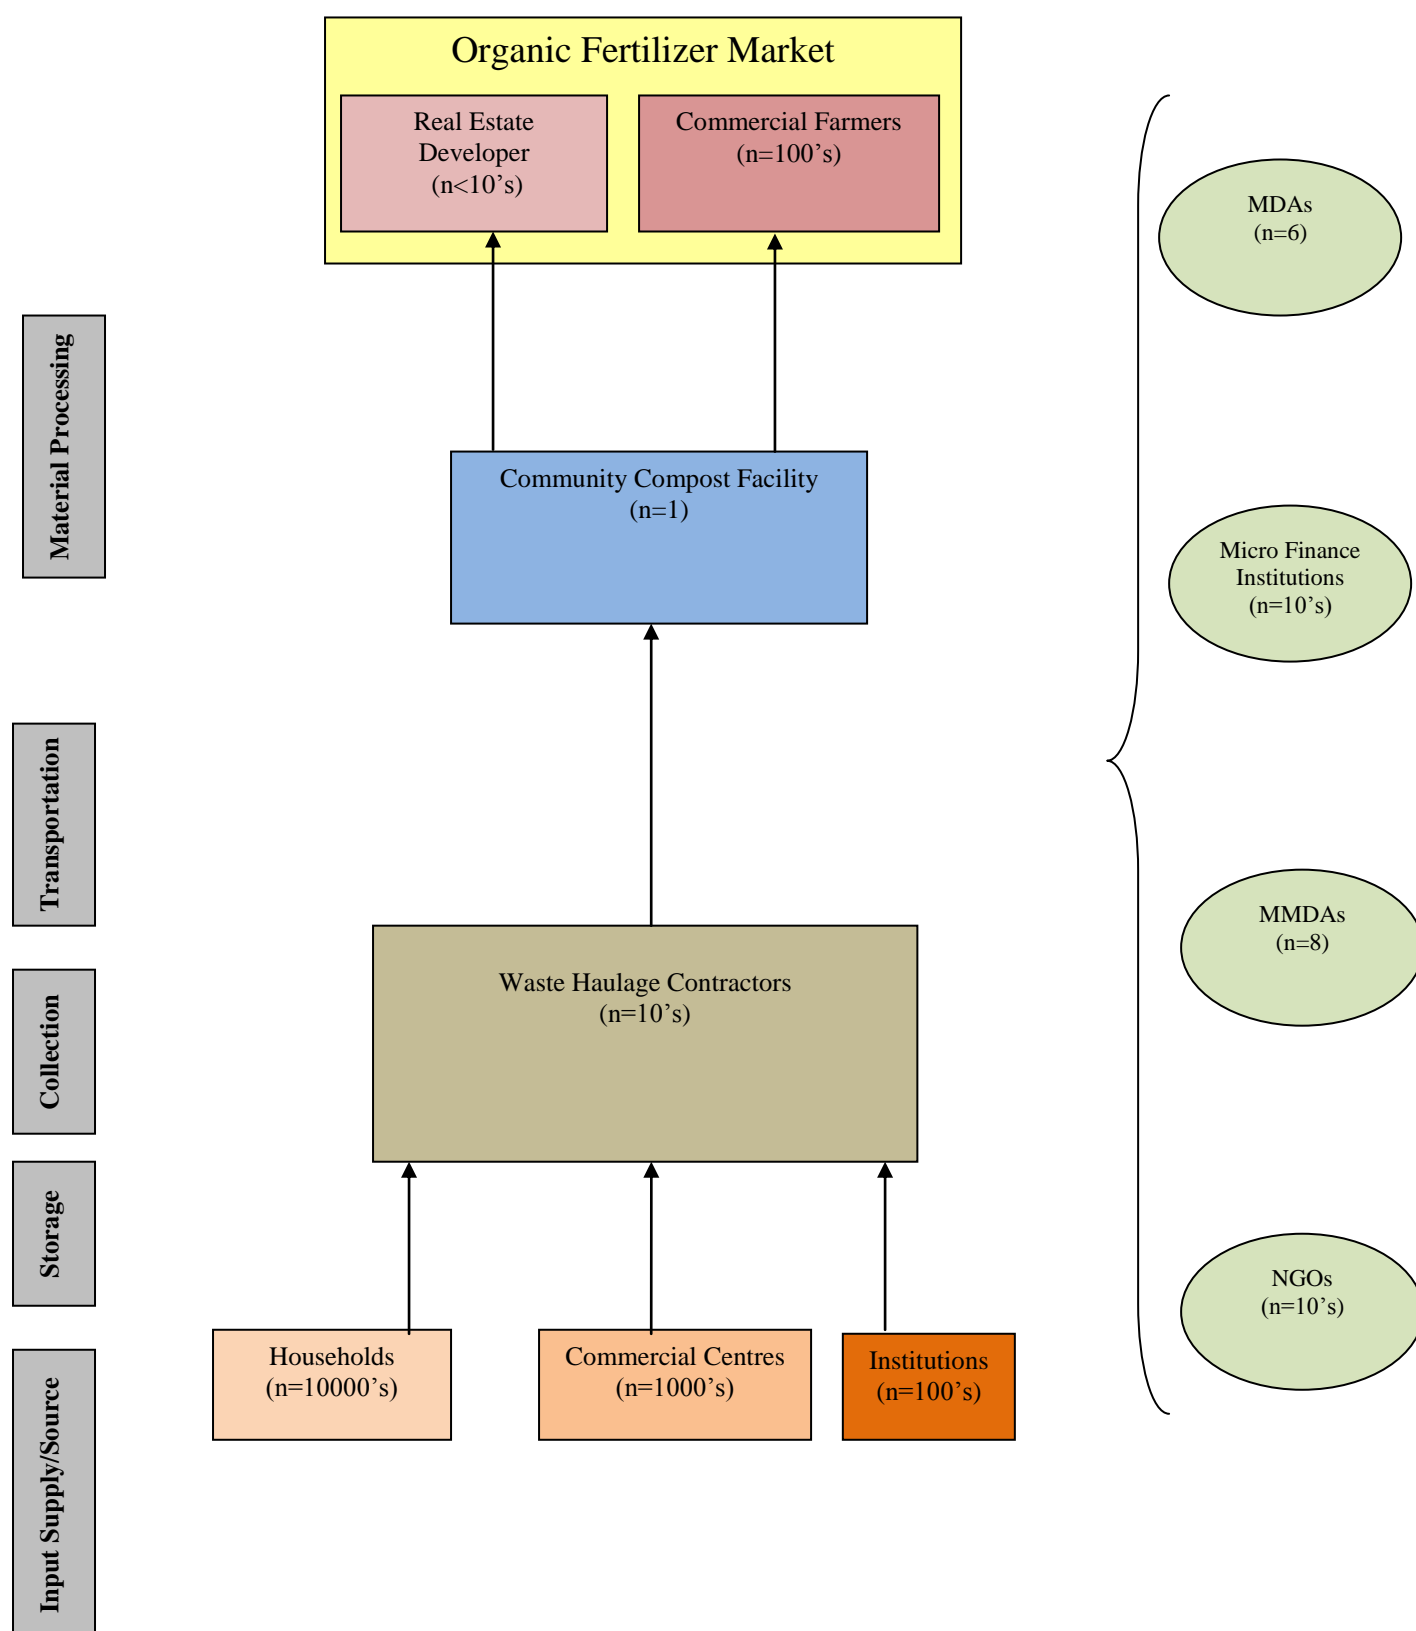 Organic Fertilizer Market
Real Estate
Developer
(n<10’s)
Commercial Farmers
(n=100’s)
MDAs
(n=6)
Material Processing
Community Compost Facility
(n=1)
Micro Finance
Institutions
(n=10’s)
Transportation
Waste Haulage Contractors
(n=10’s)
MMDAs
(n=8)
Collection
Storage
NGOs
(n=10’s)
Input Supply/Source
Households
(n=10000’s)
Commercial Centres
(n=1000’s)
Institutions
(n=100’s)